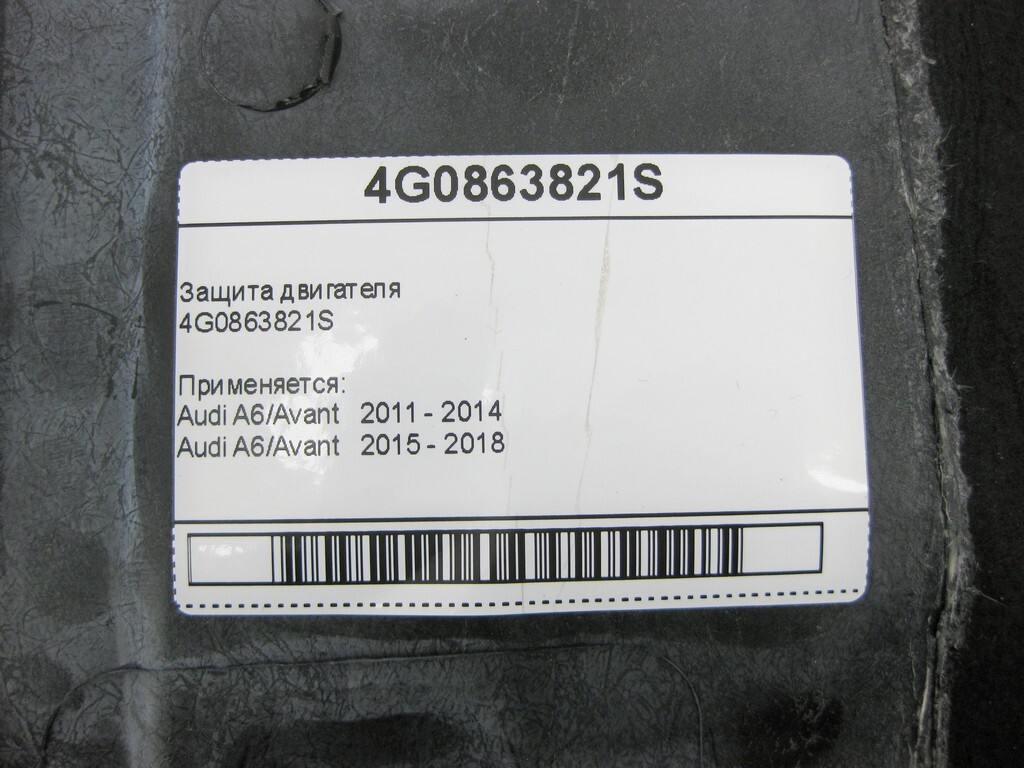 4G0863821S
Защита двигателя
4G0863821S
Применяется:
Audi A6/Avant 2011 - 2014
Audi A6/Avant 2015 - 2018